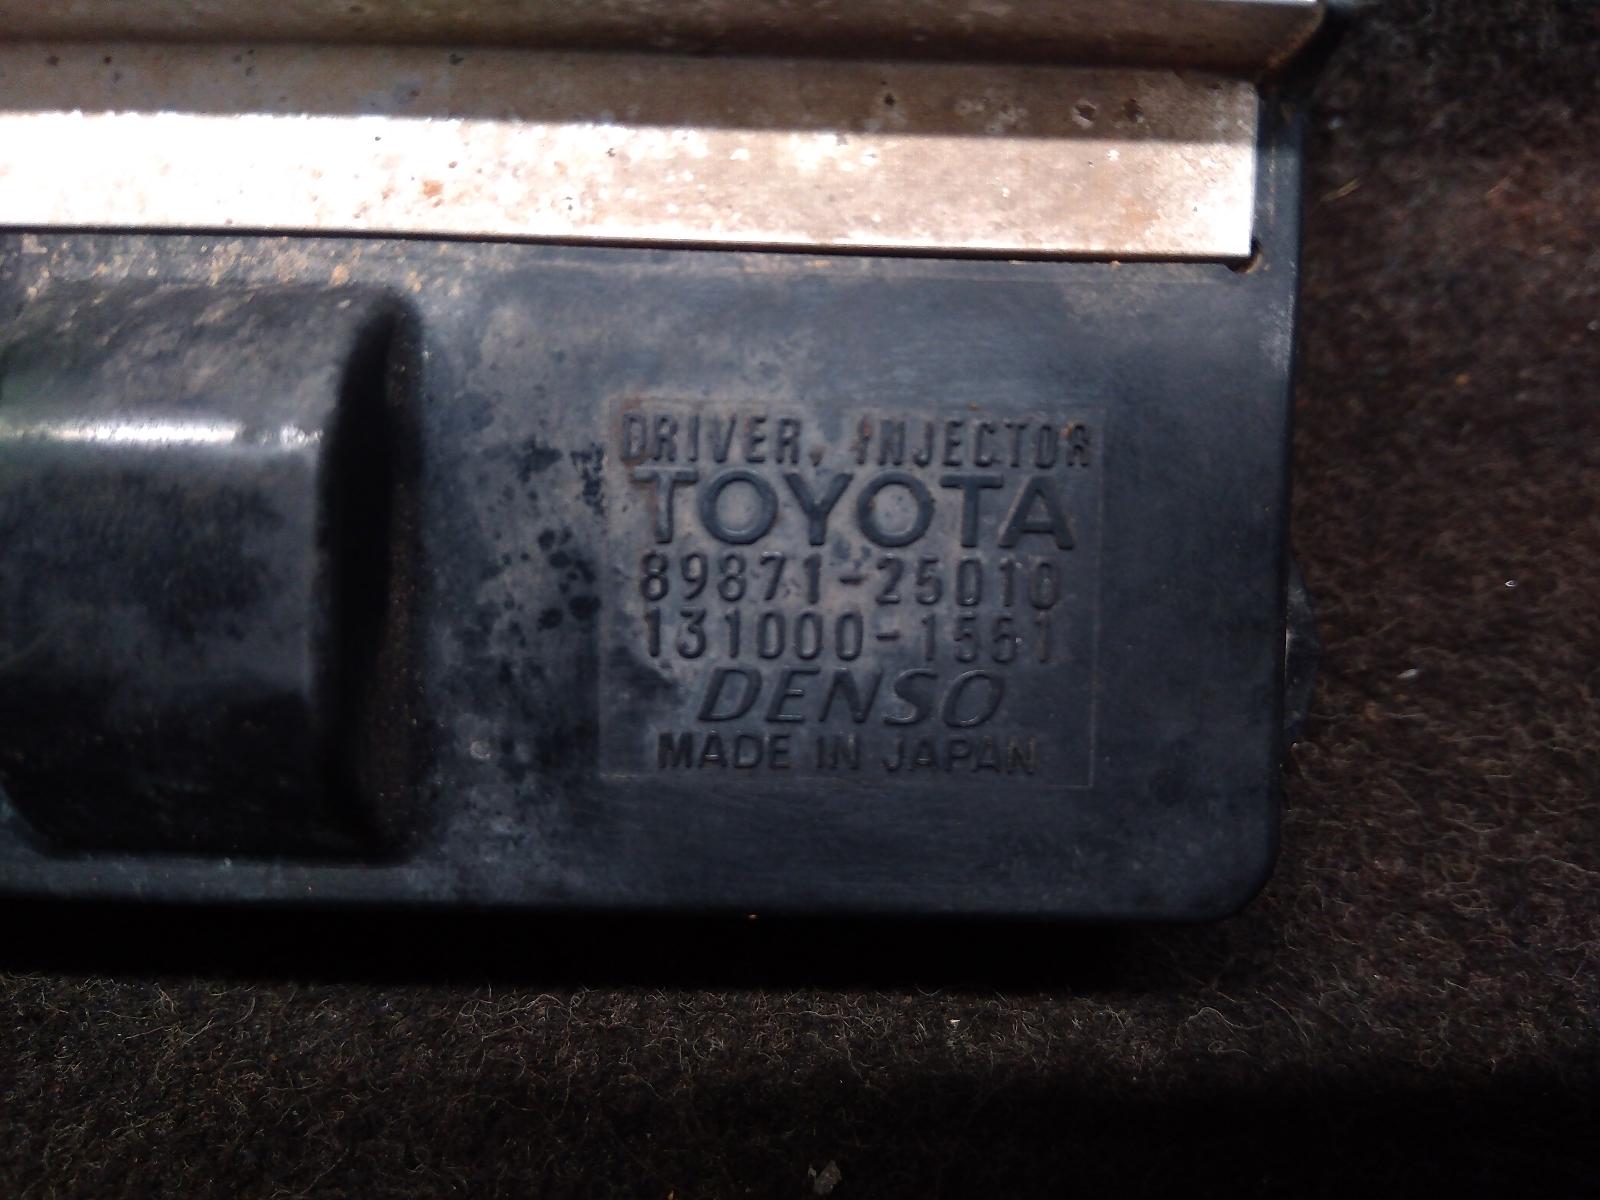 DRIVER, INJECTOR
TOYOTA
89871-25010
131000-1561
DENSO
MADE IN JAPAN